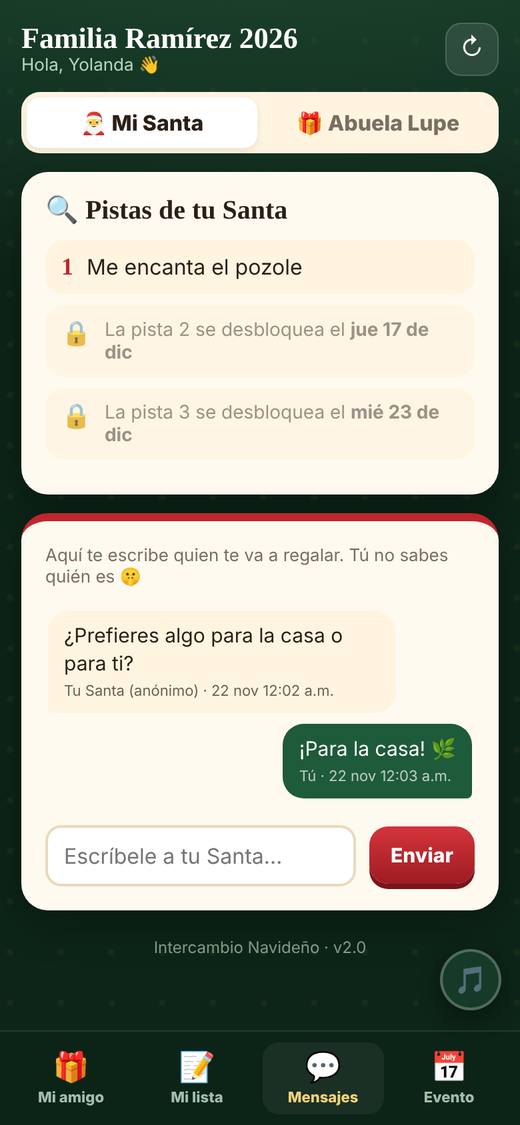 Familia Ramírez 2026
Hola, Yolanda 👋
🎅 Mi Santa
🎁 Abuela Lupe
🔍 Pistas de tu Santa
1 Me encanta el pozole
🔒 La pista 2 se desbloquea el jue 17 de
dic
🔒 La pista 3 se desbloquea el mié 23 de
dic
Aquí te escribe quien te va a regalar. Tú no sabes
quién es 🤫
¿Prefieres algo para la casa o
para ti?
Tu Santa (anónimo) · 22 nov 12:02 a.m.
¡Para la casa! 🌿
Tú · 22 nov 12:03 a.m.
Escríbele a tu Santa...
Enviar
Intercambio Navideño · v2.0
🎁 Mi amigo
📝 Mi lista
💬 Mensajes
📅 Evento